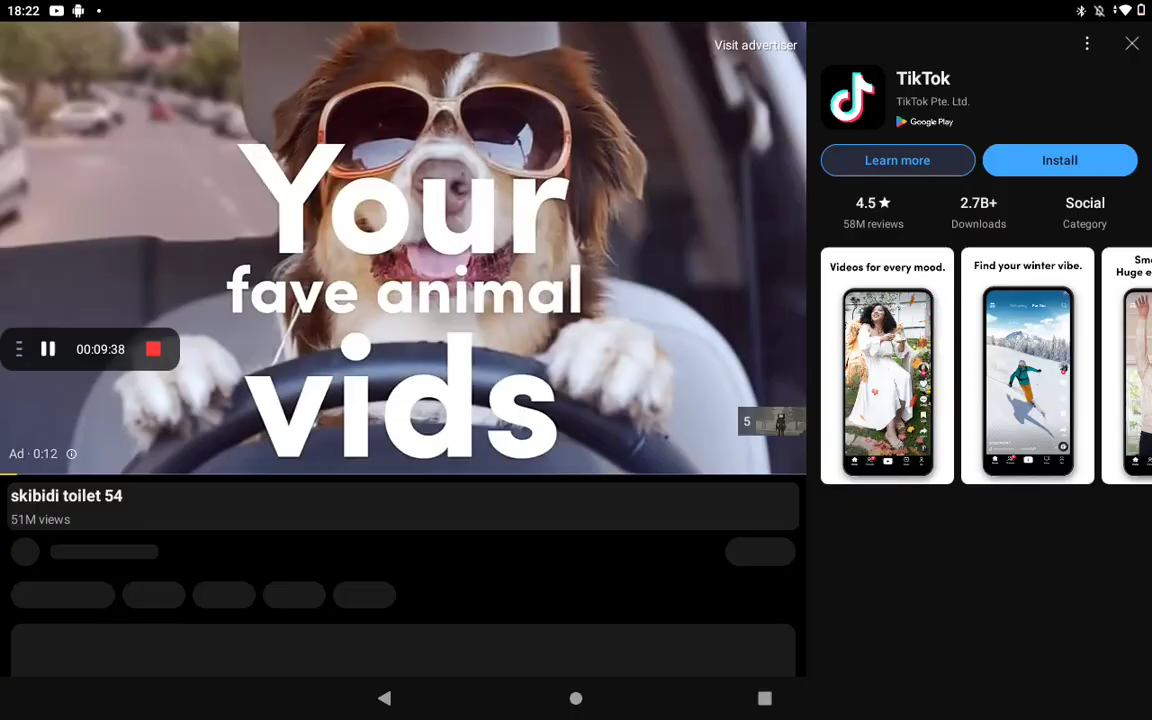 18:22
Visit advertiser
Your
fave animal
vids
00:09:38
5
Ad · 0:12
skibidi toilet 54
51M views
TikTok
TikTok Pte. Ltd.
Google Play
Learn more
Install
4.5★
58M reviews
2.7B+
Downloads
Social
Category
Videos for every mood.
Find your winter vibe.
Huge e